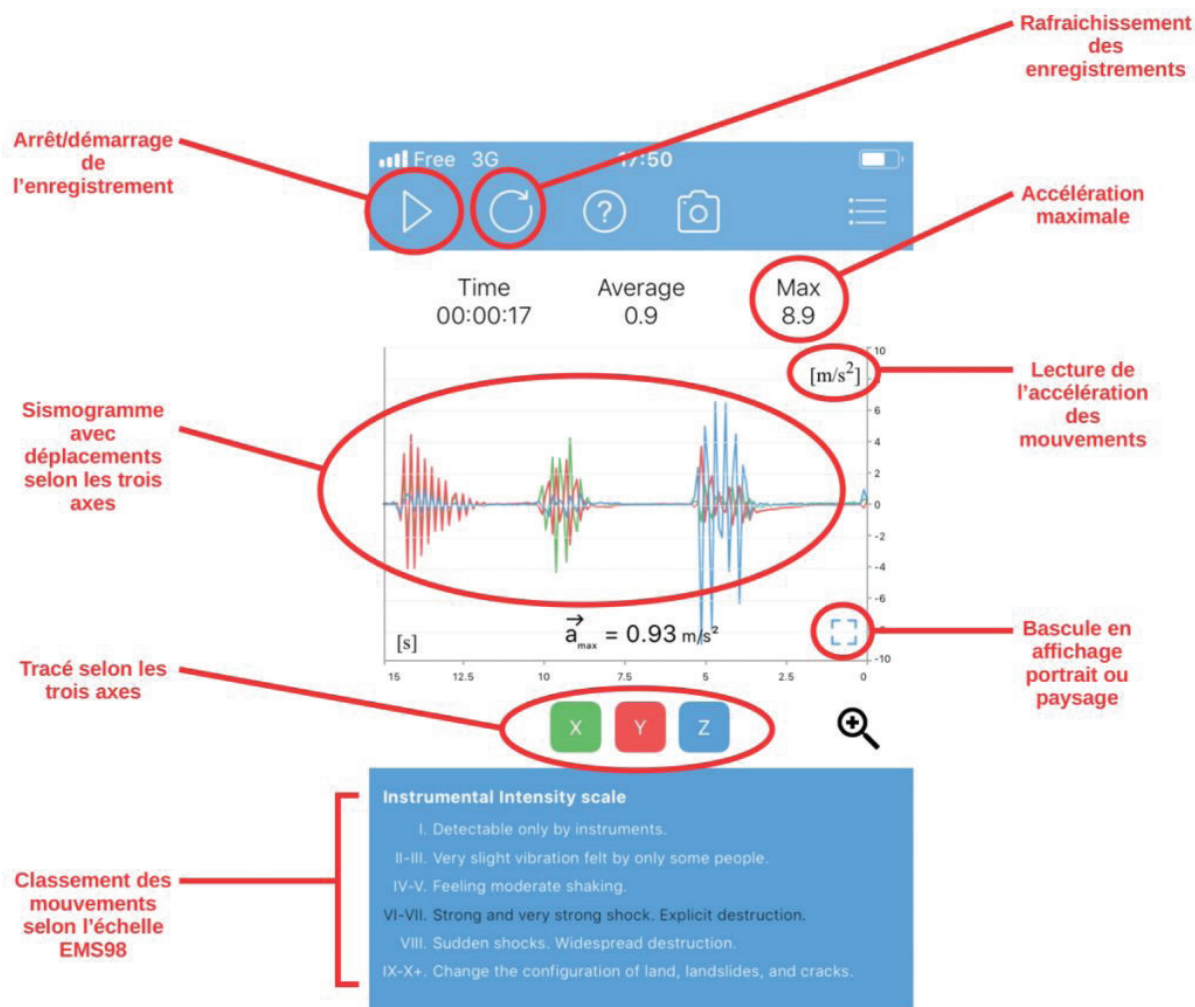 Rafraichissement
des
enregistrements
Arrêt/démarrage
de
l'enregistrement
Free 3G 17:50
?
Accélération
maximale
Time Average Max
00:00:17 0.9 8.9
[m/s²]
10
6
4
2
0
-2
-4
-6
-10
Lecture de
l'accélération
des
mouvements
Sismogramme
avec
déplacements
selon les trois
axes
[s] a max = 0.93 m/s²
15 12.5 10 7.5 5 2.5 0
Bascule en
affichage
portrait ou
paysage
Tracé selon les
trois axes
X Y Z
Classement des
mouvements
selon l'échelle
EMS98
Instrumental Intensity scale
I. Detectable only by instruments.
II-III. Very slight vibration felt by only some people.
IV-V. Feeling moderate shaking.
VI-VII. Strong and very strong shock. Explicit destruction.
VIII. Sudden shocks. Widespread destruction.
IX-X+. Change the configuration of land, landslides, and cracks.